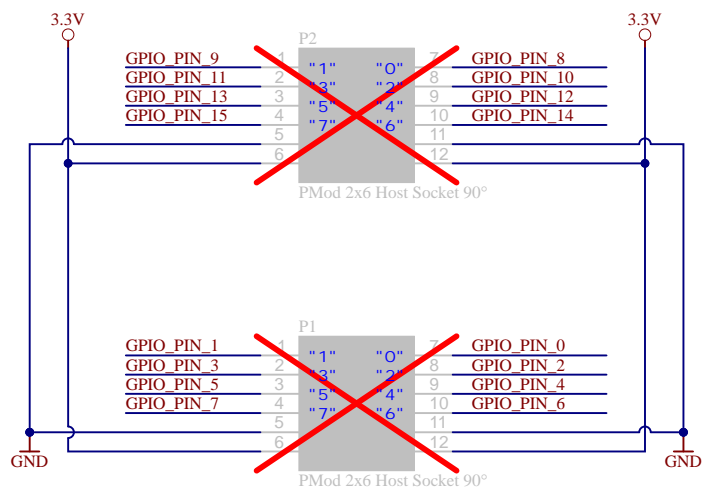 3.3V 3.3V
P2
GPIO_PIN_9 1 "1" "0" 7 GPIO_PIN_8
GPIO_PIN_11 2 "3" "2" 8 GPIO_PIN_10
GPIO_PIN_13 3 "5" "4" 9 GPIO_PIN_12
GPIO_PIN_15 4 "7" "6" 10 GPIO_PIN_14
5 11
6 12
PMod 2x6 Host Socket 90°
P1
GPIO_PIN_1 1 "1" "0" 7 GPIO_PIN_0
GPIO_PIN_3 2 "3" "2" 8 GPIO_PIN_2
GPIO_PIN_5 3 "5" "4" 9 GPIO_PIN_4
GPIO_PIN_7 4 "7" "6" 10 GPIO_PIN_6
5 11
6 12
GND GND
PMod 2x6 Host Socket 90°